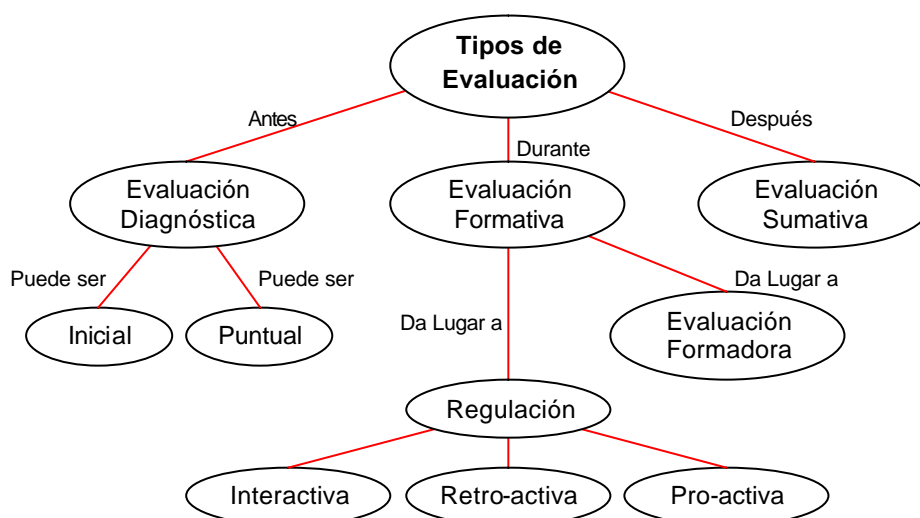 Tipos de
Evaluación
Antes
Durante
Después
Evaluación
Diagnóstica
Evaluación
Formativa
Evaluación
Sumativa
Puede ser
Puede ser
Da Lugar a
Da Lugar a
Inicial
Puntual
Evaluación
Formadora
Regulación
Interactiva
Retro-activa
Pro-activa